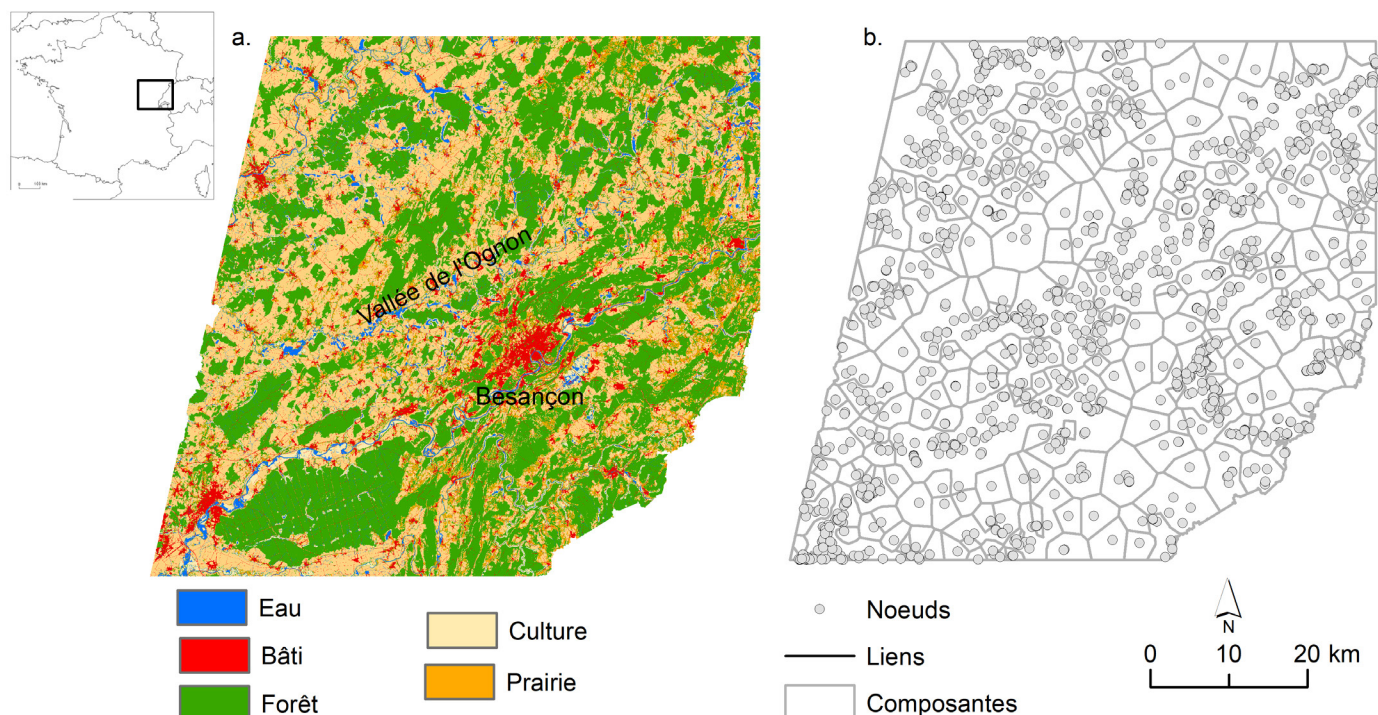 a.
b.
Vallée de l'Ognon
Besançon
Eau
Bâti
Forêt
Culture
Prairie
Noeuds
Liens
Composantes
N
0 10 20 km